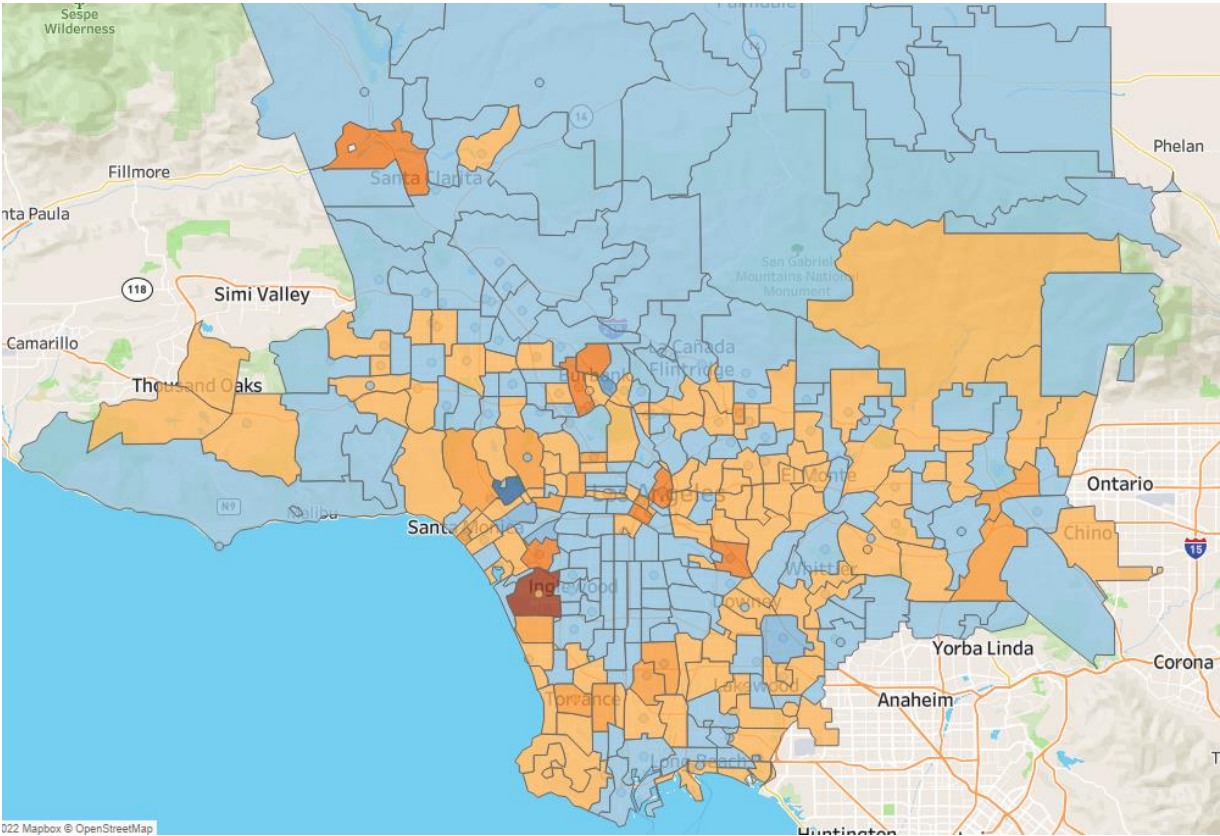 Sespe
Wilderness
Palmdale
14
14
Phelan
Fillmore
Santa Clarita
nta Paula
San Gabriel
Mountains National
Monument
118
Simi Valley
Camarillo
La Cañada
Flintridge
Burbank
Thousand Oaks
El Monte
Ontario
Los Angeles
N9
Malibu
Santa Monica
Chino
15
Whittier
Inglewood
Downey
Yorba Linda
Corona
Lakewood
Anaheim
Torrance
Long Beach
Huntington
022 Mapbox © OpenStreetMap